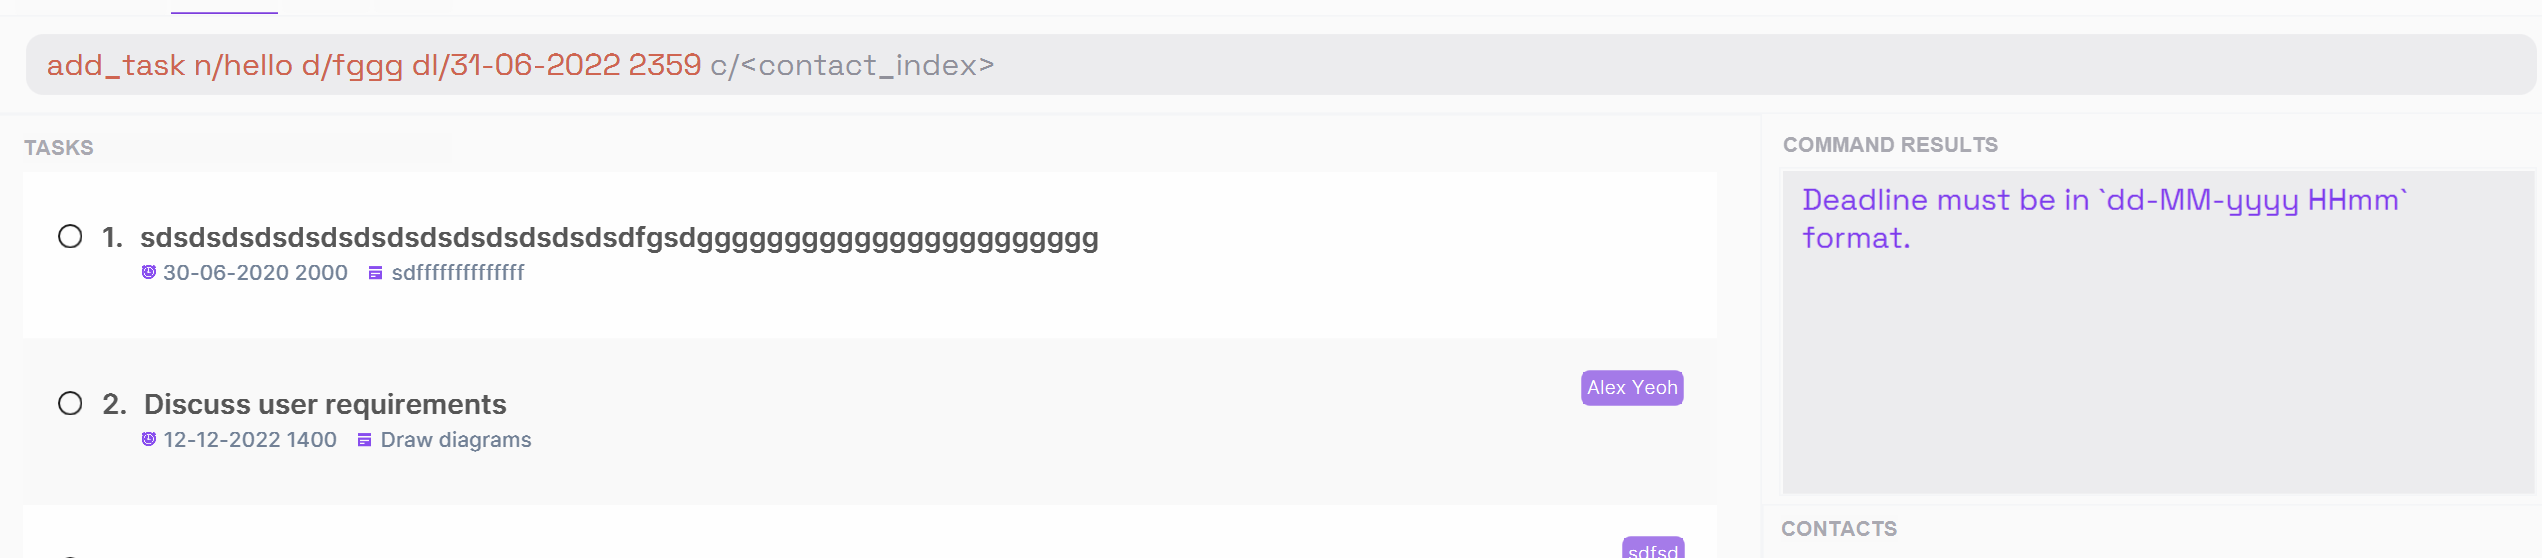 add_task n/hello d/fggg dl/31-06-2022 2359 c/<contact_index>
TASKS
1. sdsdsdsdsdsdsdsdsdsdsdsdsdsdsdfgsdggggggggggggggggggg
30-06-2020 2000 sdffffffffffffff
2. Discuss user requirements
Alex Yeoh
12-12-2022 1400 Draw diagrams
sdfsd
COMMAND RESULTS
Deadline must be in `dd-MM-yyyy HHmm`
format.
CONTACTS